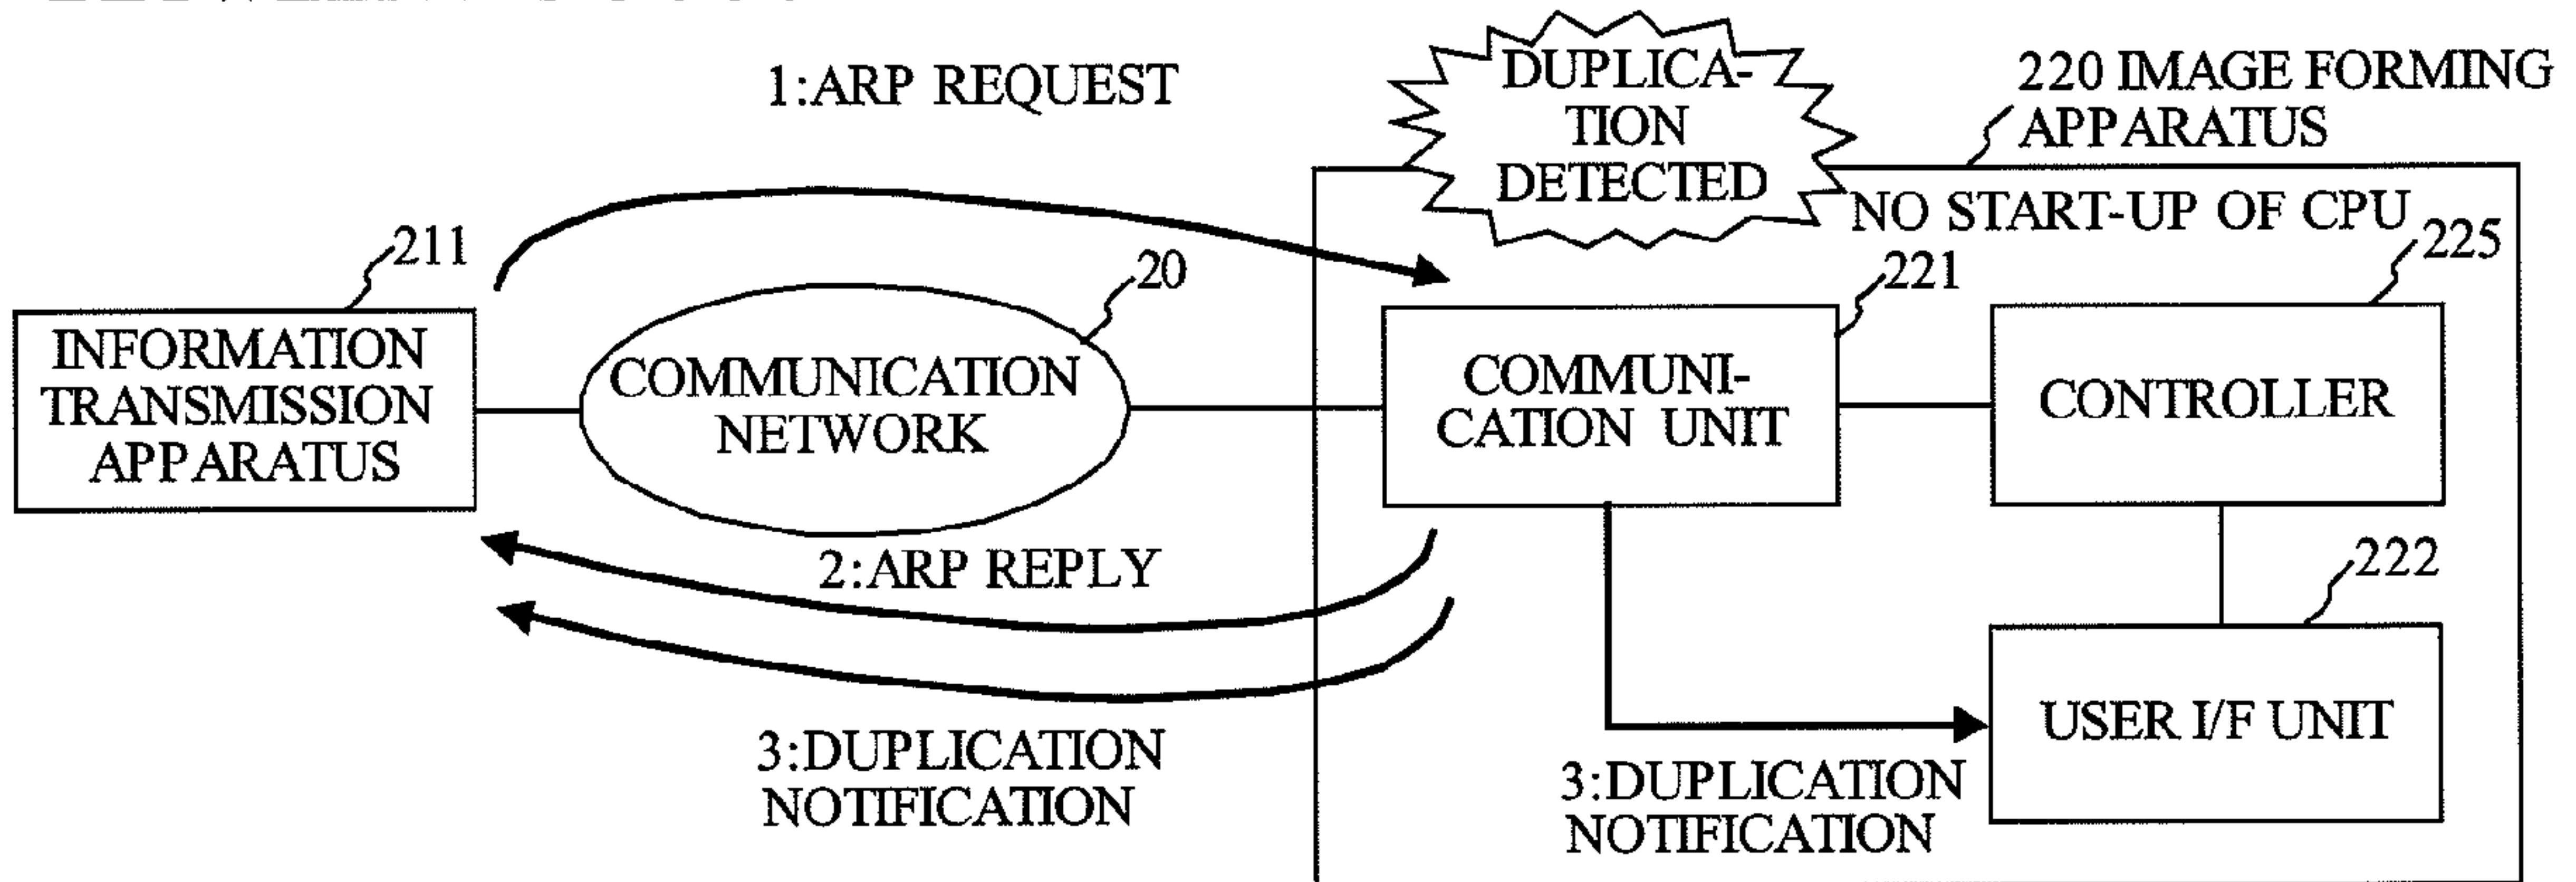 1:ARP REQUEST
DUPLICA-
TION
DETECTED
220 IMAGE FORMING
APPARATUS
NO START-UP OF CPU
211
20
221
225
INFORMATION
TRANSMISSION
APPARATUS
COMMUNICATION
NETWORK
COMMUNI-
CATION UNIT
CONTROLLER
2:ARP REPLY
222
USER I/F UNIT
3:DUPLICATION
NOTIFICATION
3:DUPLICATION
NOTIFICATION